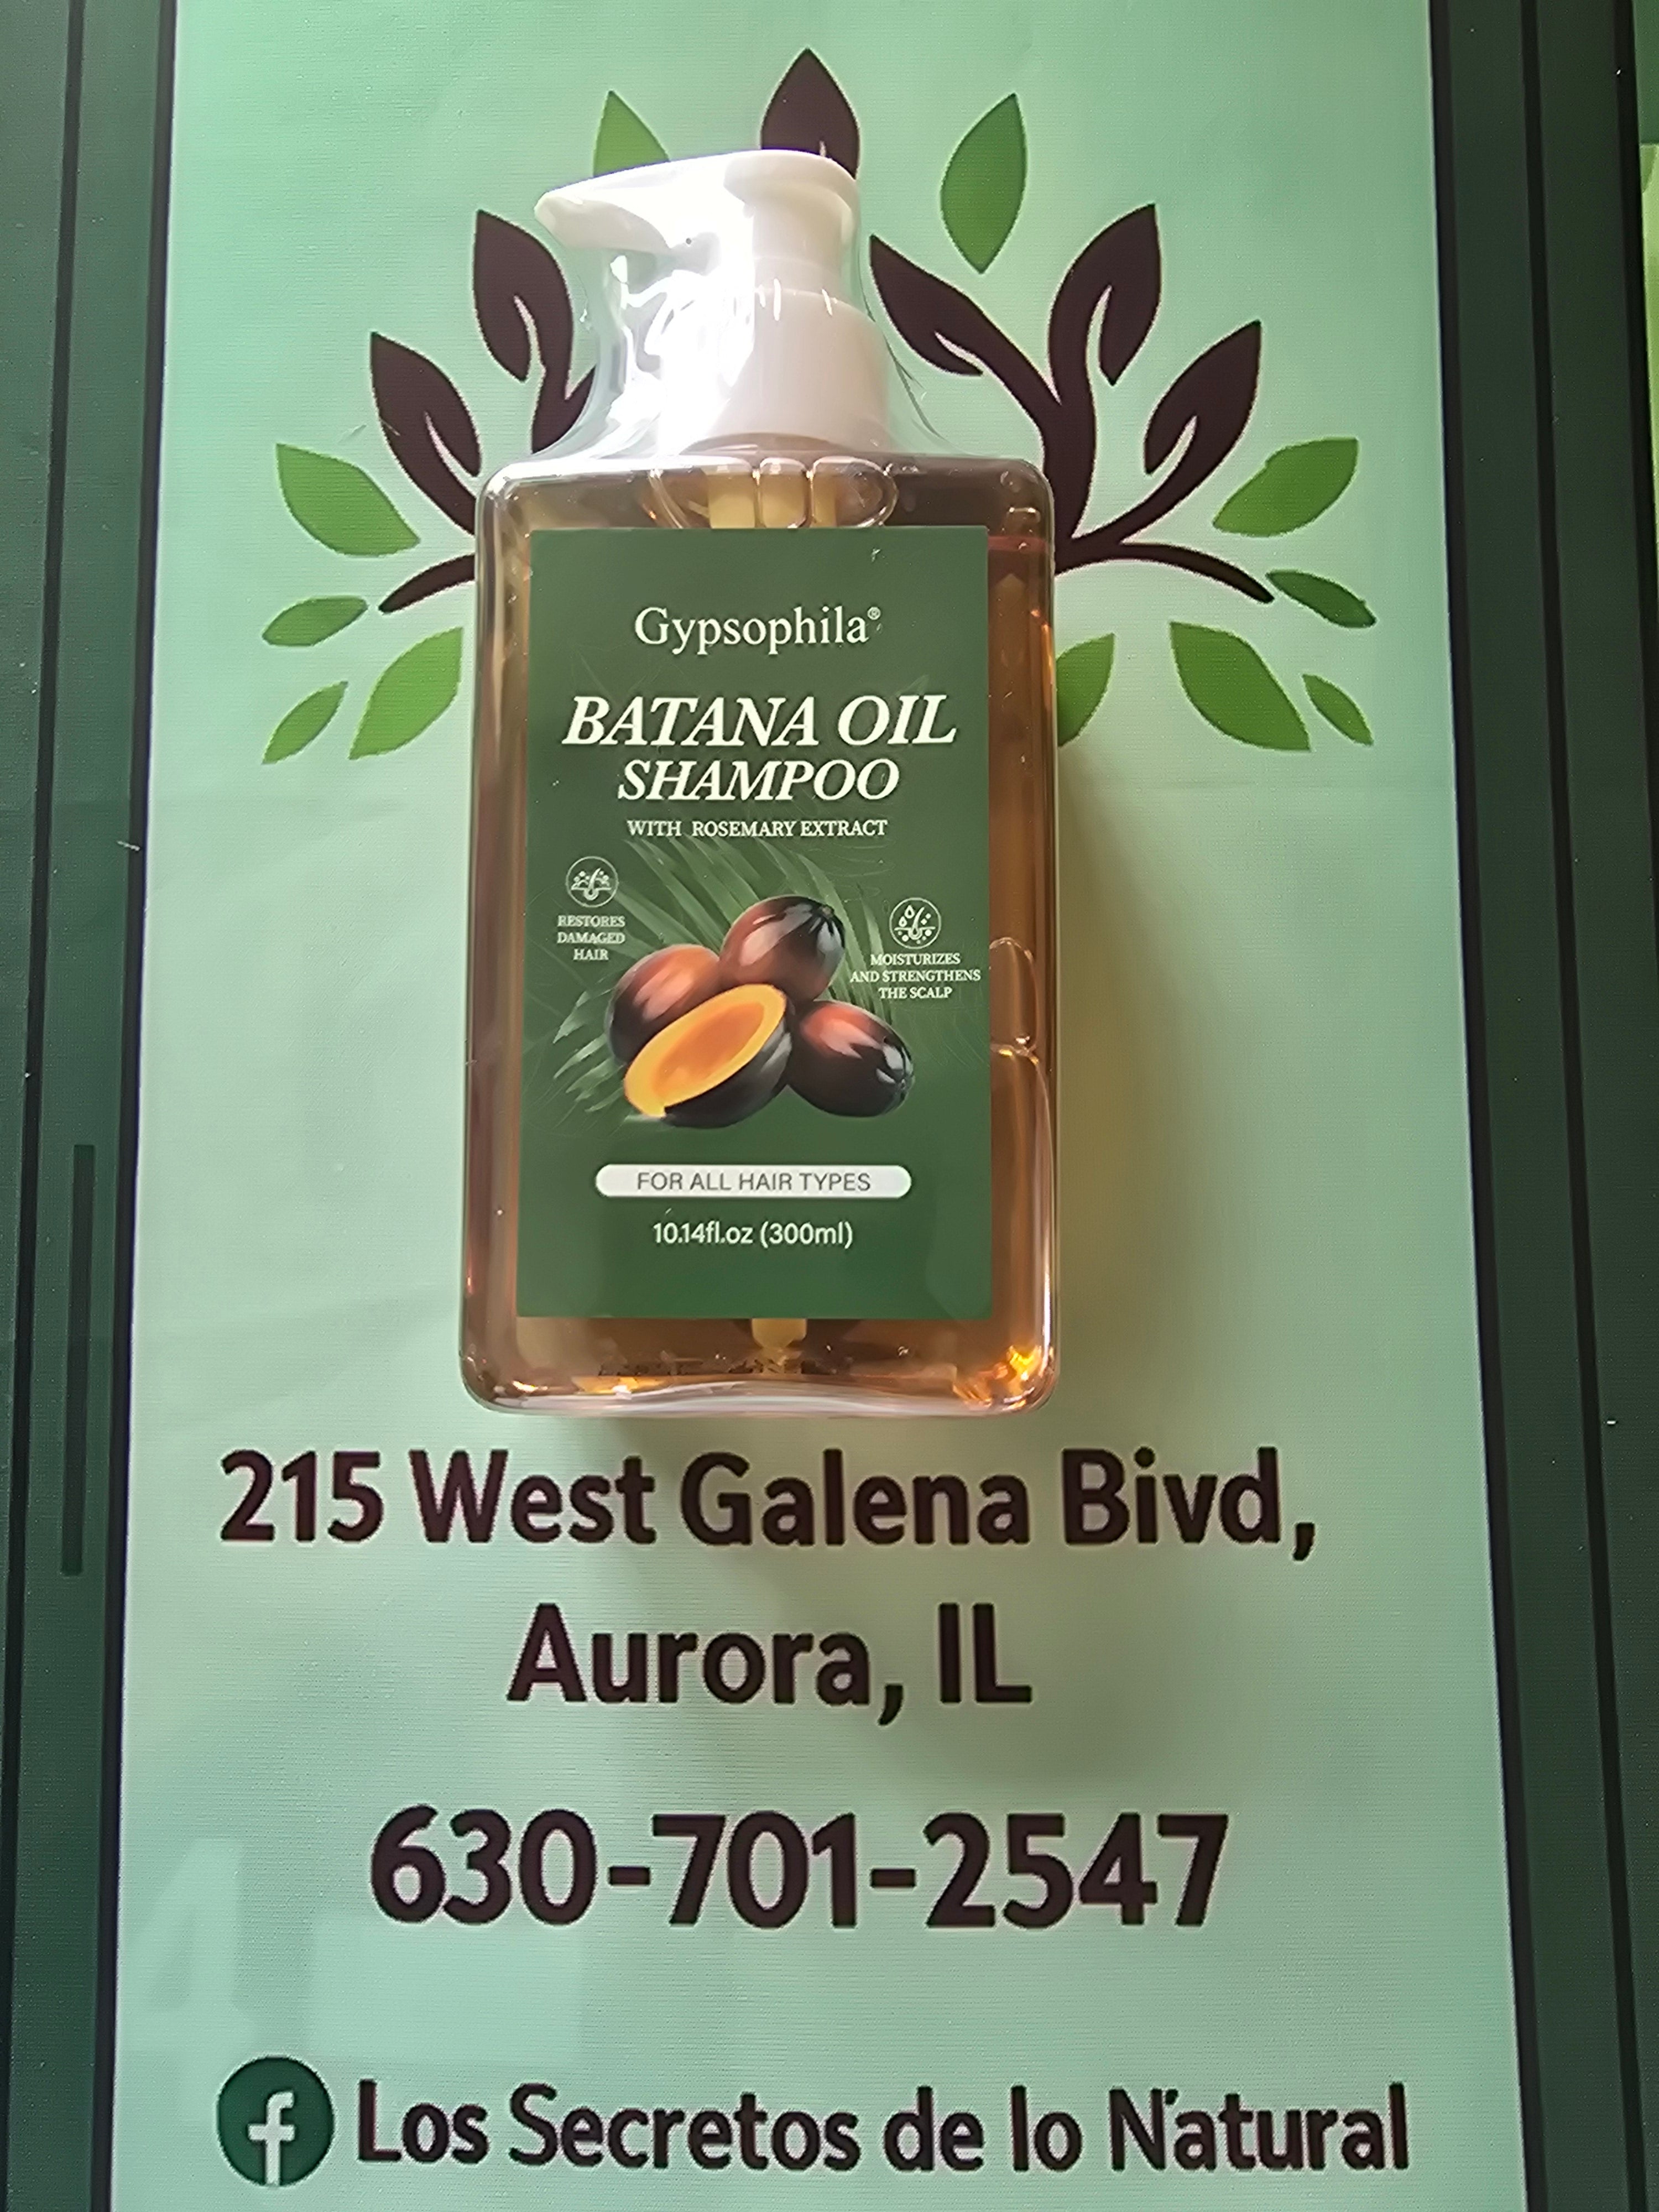 Gypsophila®
BATANA OIL
SHAMPOO
WITH ROSEMARY EXTRACT
RESTORES
DAMAGED
HAIR
MOISTURIZES
AND STRENGTHENS
THE SCALP
FOR ALL HAIR TYPES
10.14fl.oz (300ml)
215 West Galena Bivd,
Aurora, IL
630-701-2547
Los Secretos de lo Natural